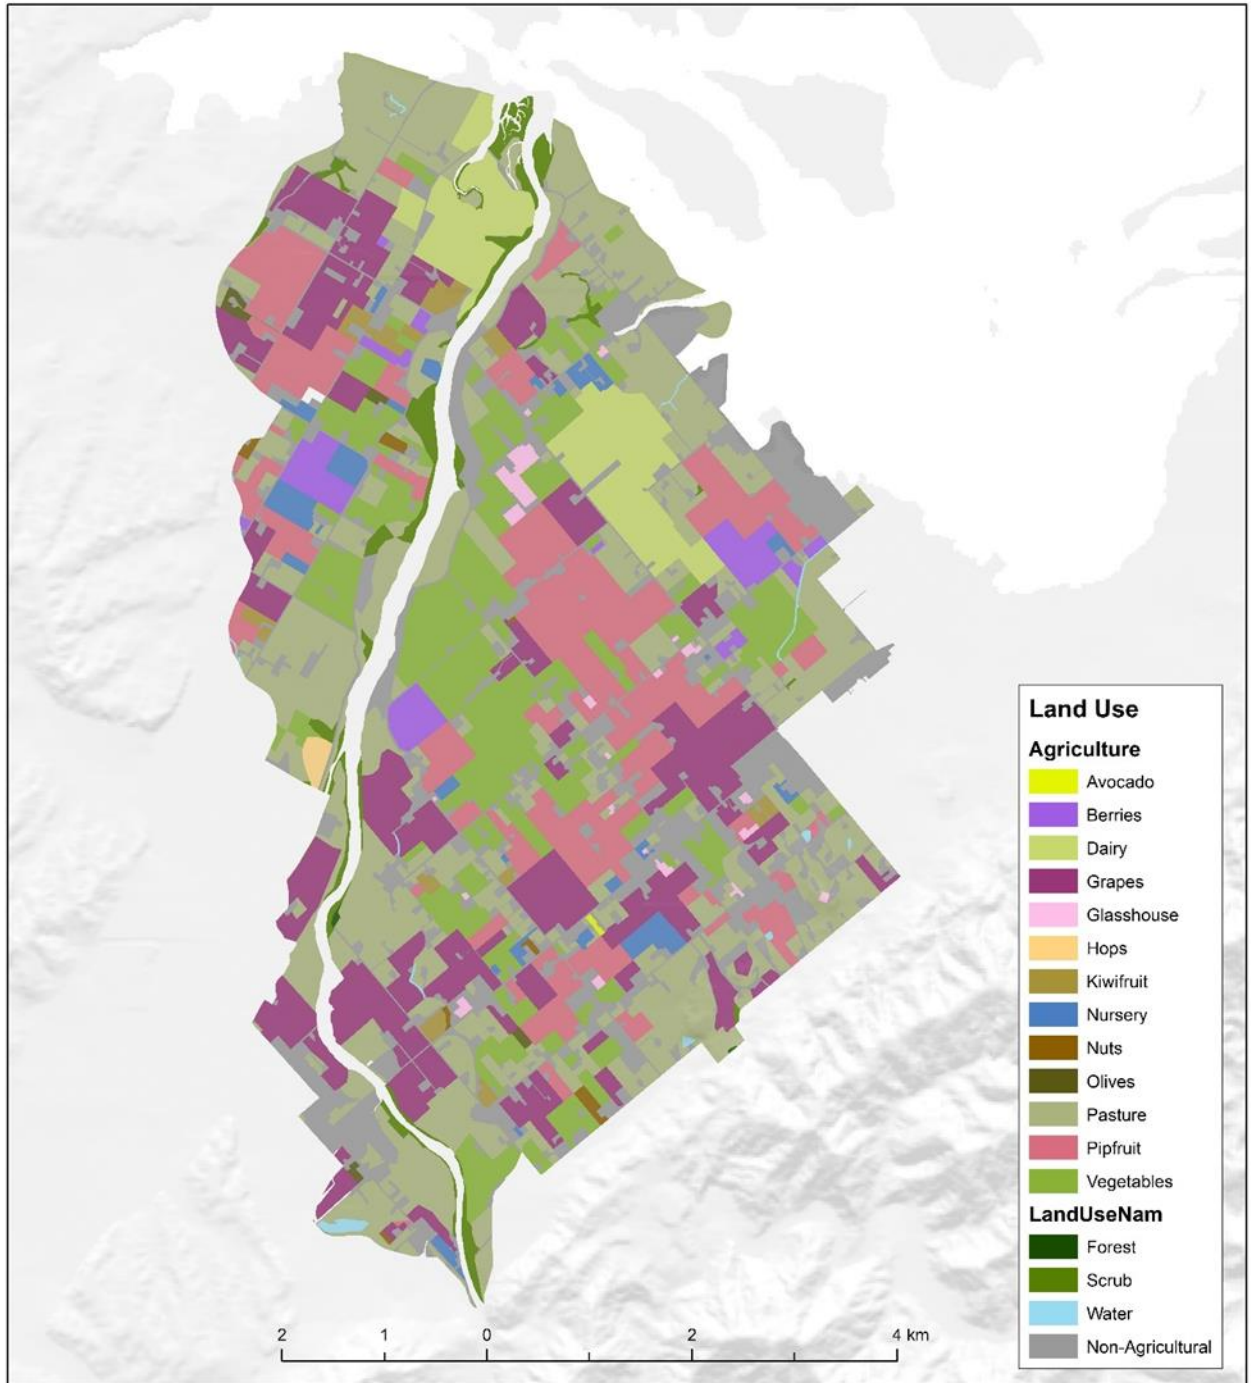 Land Use
Agriculture
Avocado
Berries
Dairy
Grapes
Glasshouse
Hops
Kiwifruit
Nursery
Nuts
Olives
Pasture
Pipfruit
Vegetables
LandUseNam
Forest
Scrub
Water
Non-Agricultural
2 1 0 2 4 km